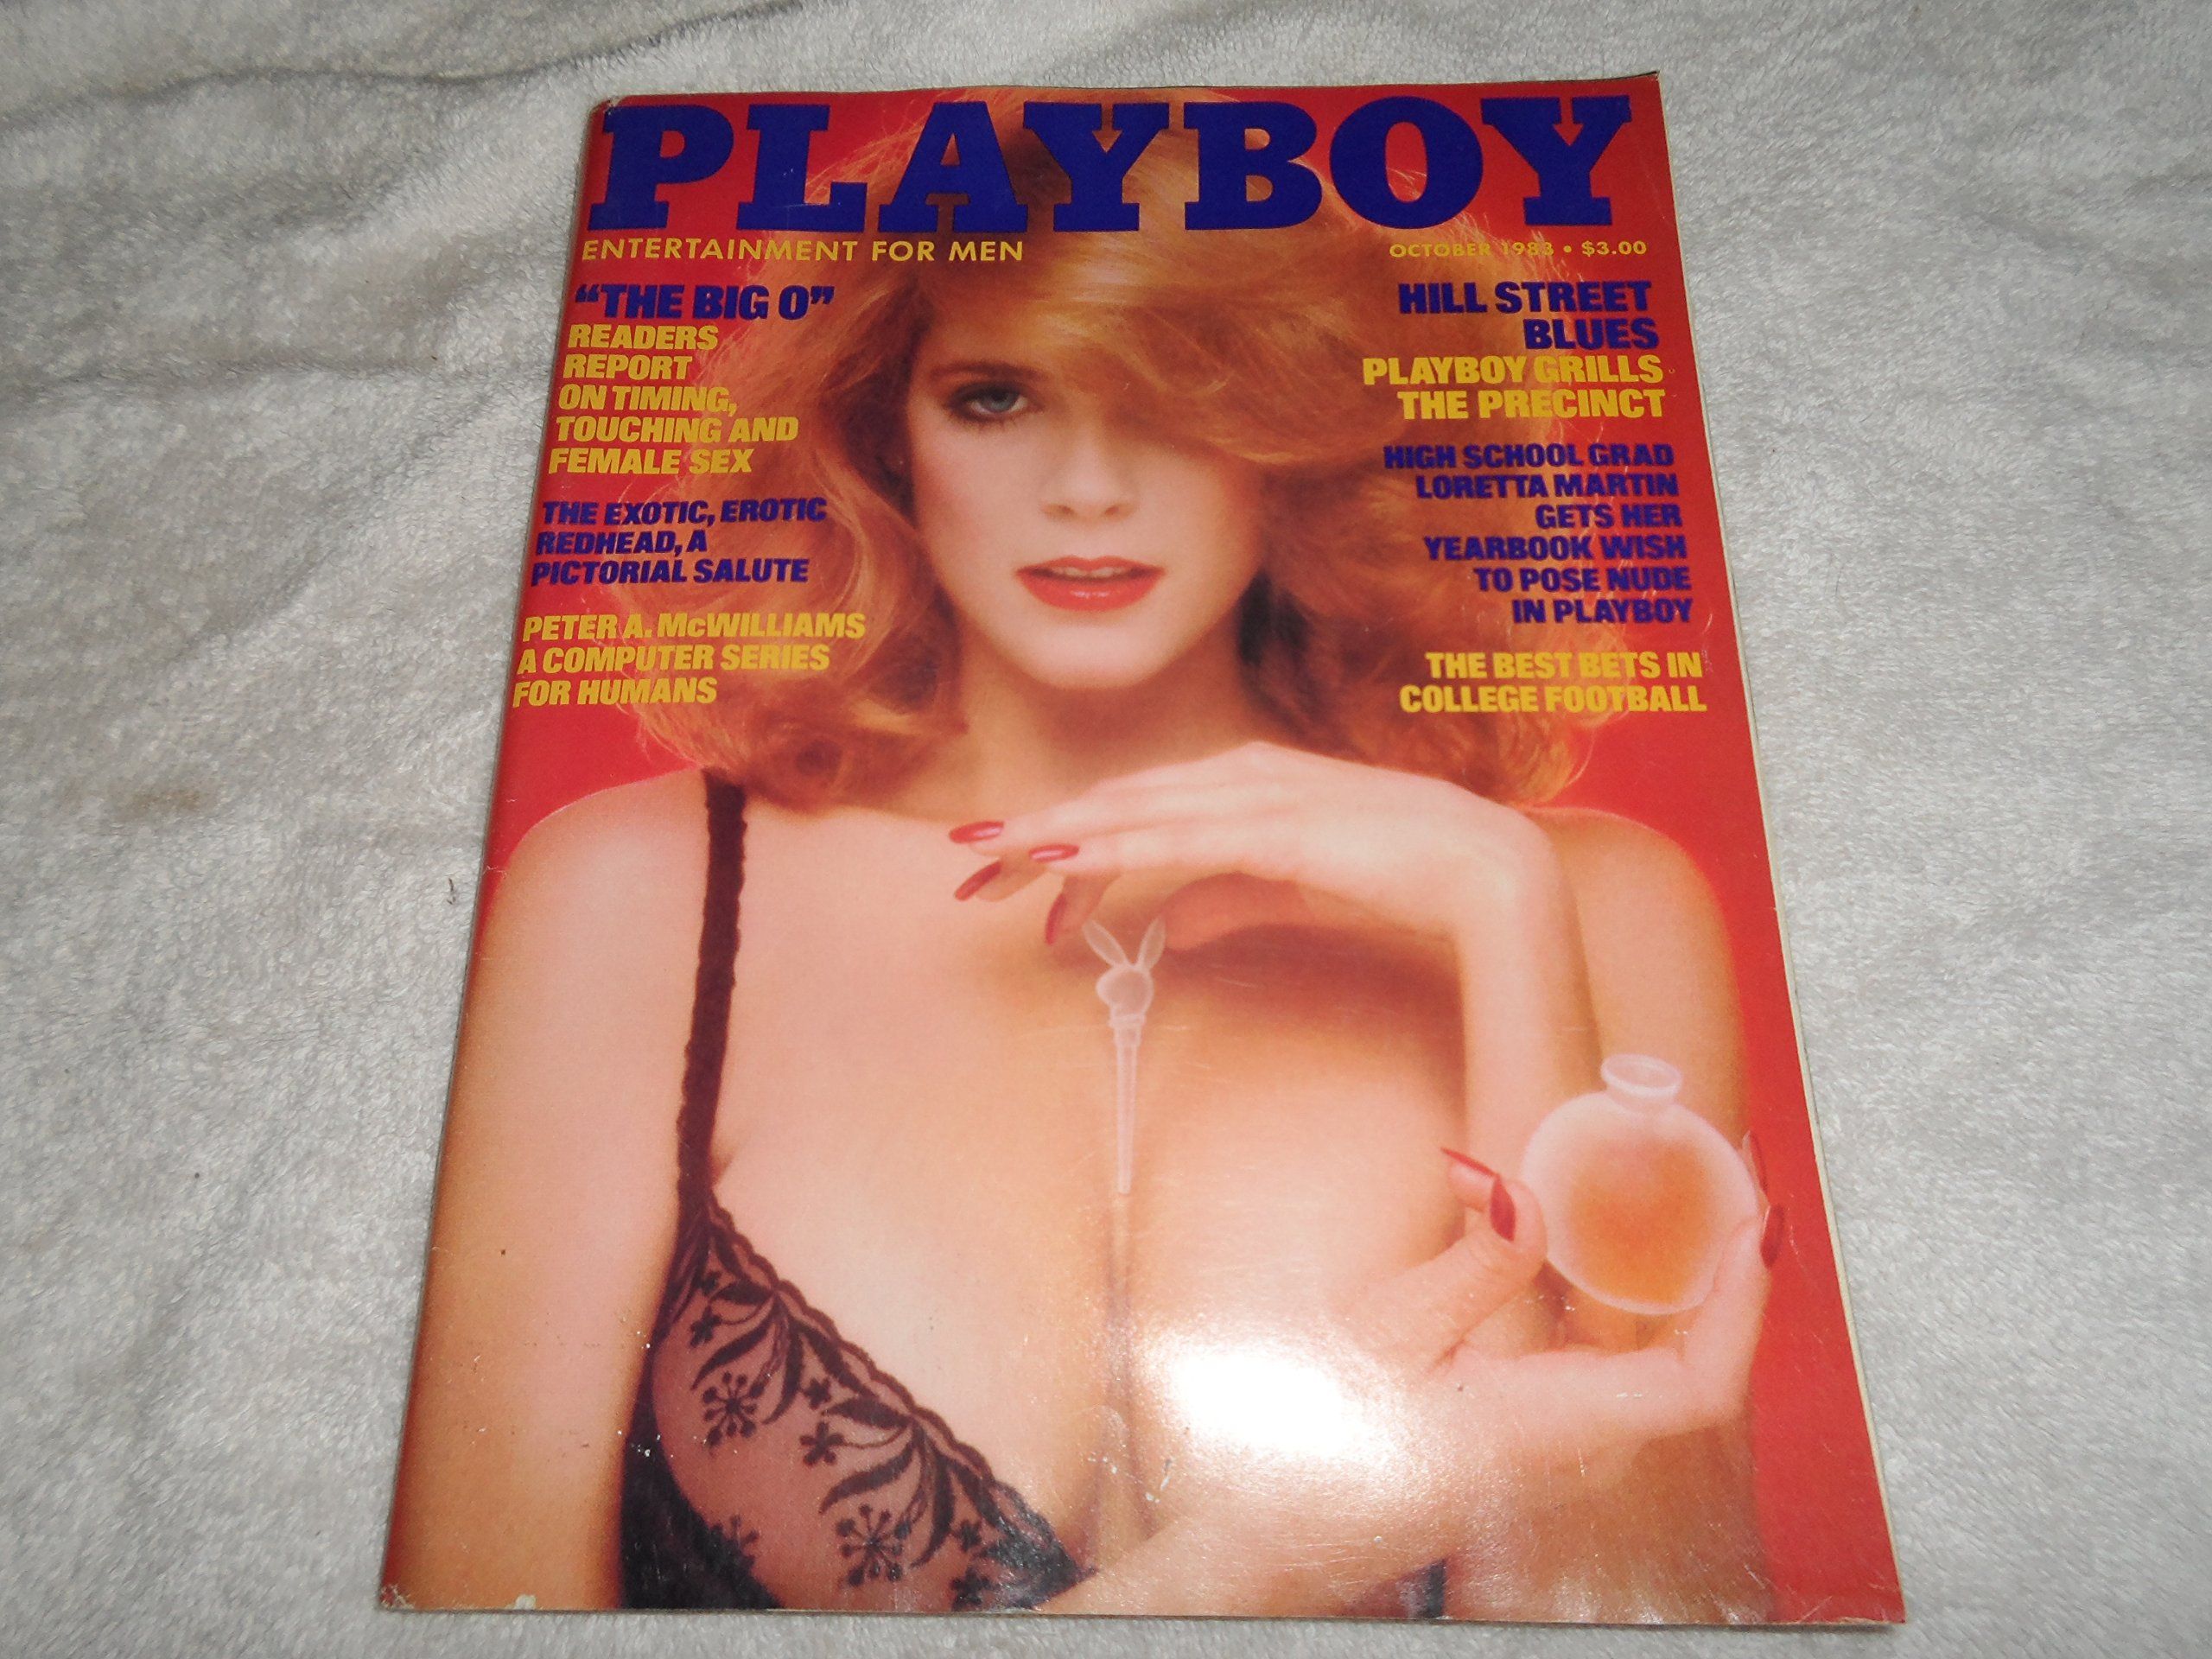 PLAYBOY
ENTERTAINMENT FOR MEN
OCTOBER 1983 • $3.00
“THE BIG O”
READERS
REPORT
ON TIMING,
TOUCHING AND
FEMALE SEX
THE EXOTIC, EROTIC
REDHEAD, A
PICTORIAL SALUTE
PETER A. McWILLIAMS
A COMPUTER SERIES
FOR HUMANS
HILL STREET
BLUES
PLAYBOY GRILLS
THE PRECINCT
HIGH SCHOOL GRAD
LORETTA MARTIN
GETS HER
YEARBOOK WISH
TO POSE NUDE
IN PLAYBOY
THE BEST BETS IN
COLLEGE FOOTBALL